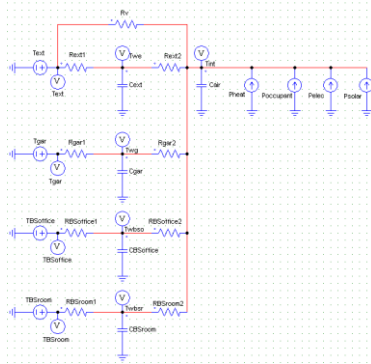 Rv
Text Rext1 Twe Rext2 Tint
Text Cext Cair Pheat Poccupant Pelec Psolar
Tgar Rgar1 Twg Rgar2
Tgar Cgar
TBSoffice RBSoffice1 Twbso RBSoffice2
TBSoffice CBSoffice
TBSroom RBSroom1 Twbsr RBSroom2
TBSroom CBSroom